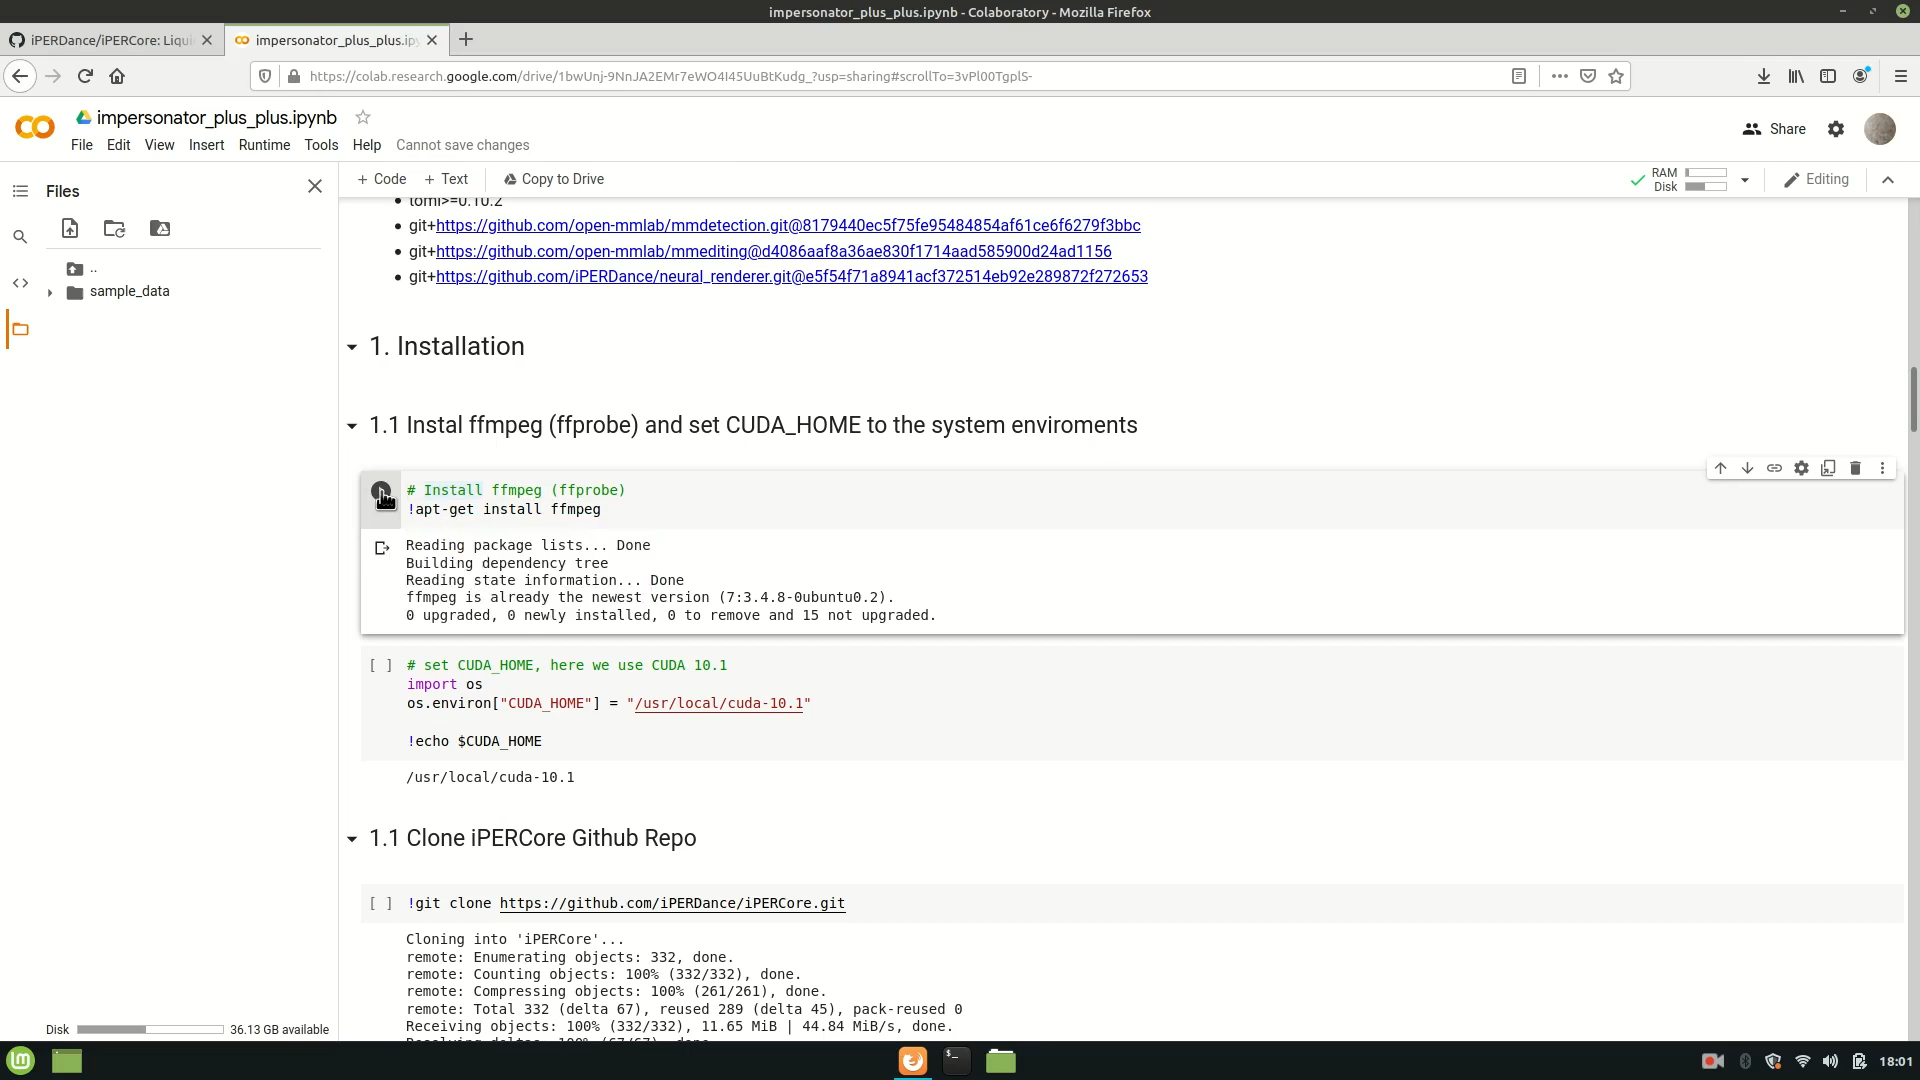 impersonator_plus_plus.ipynb - Colaboratory - Mozilla Firefox
iPERDance/iPERCore: Liqui
impersonator_plus_plus.ipy
https://colab.research.google.com/drive/1bwUnj-9NnJA2EMr7eWO4I45UuBtKudg_?usp=sharing#scrollTo=3vPl00TgplS-
impersonator_plus_plus.ipynb
File Edit View Insert Runtime Tools Help Cannot save changes
Share
Files
+ Code + Text Copy to Drive
RAM
Disk
Editing
..
sample_data
toml>=0.10.2
git+https://github.com/open-mmlab/mmdetection.git@8179440ec5f75fe95484854af61ce6f6279f3bbc
git+https://github.com/open-mmlab/mmediting@d4086aaf8a36ae830f1714aad585900d24ad1156
git+https://github.com/iPERDance/neural_renderer.git@e5f54f71a8941acf372514eb92e289872f272653
1. Installation
1.1 Instal ffmpeg (ffprobe) and set CUDA_HOME to the system enviroments
# Install ffmpeg (ffprobe)
!apt-get install ffmpeg
Reading package lists... Done
Building dependency tree
Reading state information... Done
ffmpeg is already the newest version (7:3.4.8-0ubuntu0.2).
0 upgraded, 0 newly installed, 0 to remove and 15 not upgraded.
[ ] # set CUDA_HOME, here we use CUDA 10.1
import os
os.environ["CUDA_HOME"] = "/usr/local/cuda-10.1"
!echo $CUDA_HOME
/usr/local/cuda-10.1
1.1 Clone iPERCore Github Repo
[ ] !git clone https://github.com/iPERDance/iPERCore.git
Cloning into 'iPERCore'...
remote: Enumerating objects: 332, done.
remote: Counting objects: 100% (332/332), done.
remote: Compressing objects: 100% (261/261), done.
remote: Total 332 (delta 67), reused 289 (delta 45), pack-reused 0
Receiving objects: 100% (332/332), 11.65 MiB | 44.84 MiB/s, done.
Resolving deltas: 100% (67/67), done.
Disk 36.13 GB available
18:01